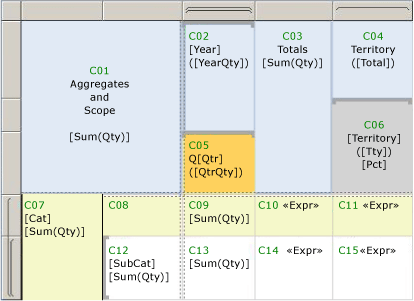 C01
Aggregates
and
Scope
[Sum(Qty)]
C02
[Year]
([YearQty])
C03
Totals
[Sum(Qty)]
C04
Territory
([Total])
C05
Q[Qtr]
([QtrQty])
C06
[Territory]
([Tty])
[Pct]
C07
[Cat]
[Sum(Qty)]
C08
C09
[Sum(Qty)]
C10 «Expr»
C11 «Expr»
C12
[SubCat]
[Sum(Qty)]
C13
[Sum(Qty)]
C14 «Expr»
C15«Expr»